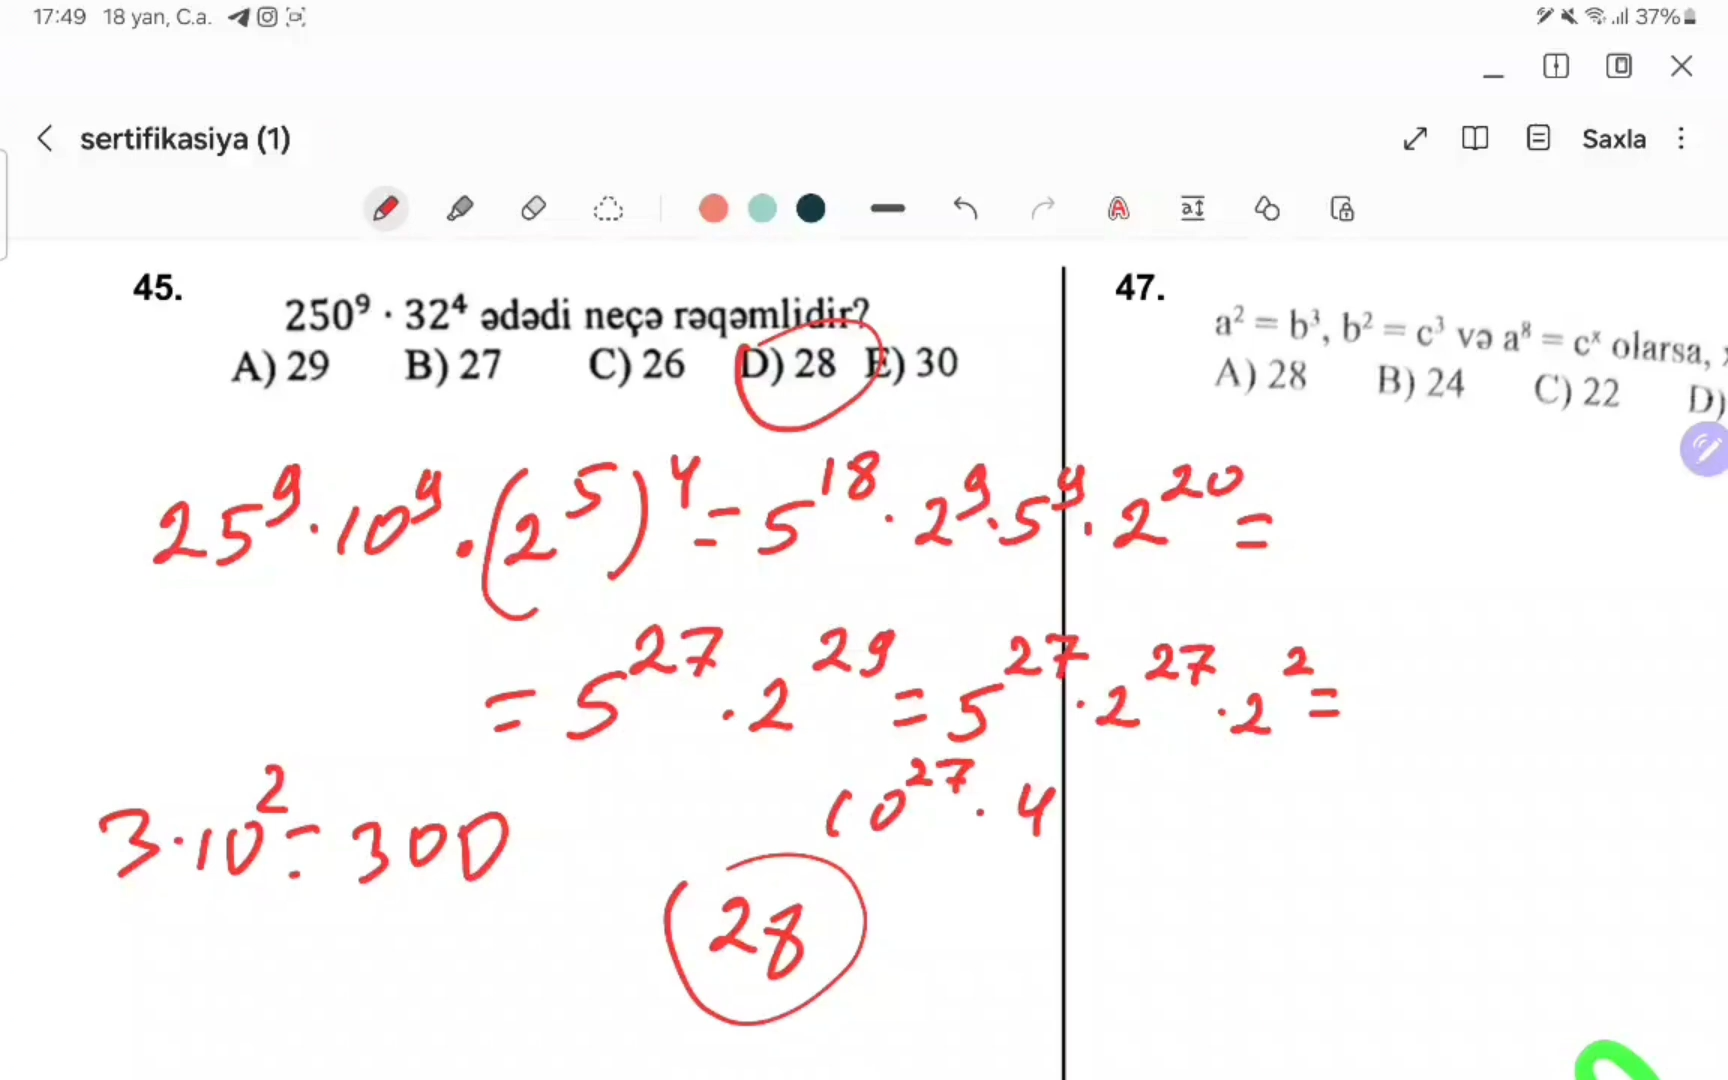 17:49 18 yan, C.a. 37%
sertifikasiya (1) Saxla
45.
250⁹ · 32⁴ ədədi neçə rəqəmlidir?
A) 29 B) 27 C) 26 D) 28 E) 30
25⁹ · 10⁹ · (2⁵)⁴ = 5¹⁸ · 2⁹ · 5⁹ · 2²⁰ =
= 5²⁷ · 2²⁹ = 5²⁷ · 2²⁷ · 2² =
10²⁷ · 4
3 · 10² = 300
28
47.
a² = b³, b² = c³ və a⁸ = cˣ olarsa,
A) 28 B) 24 C) 22 D)